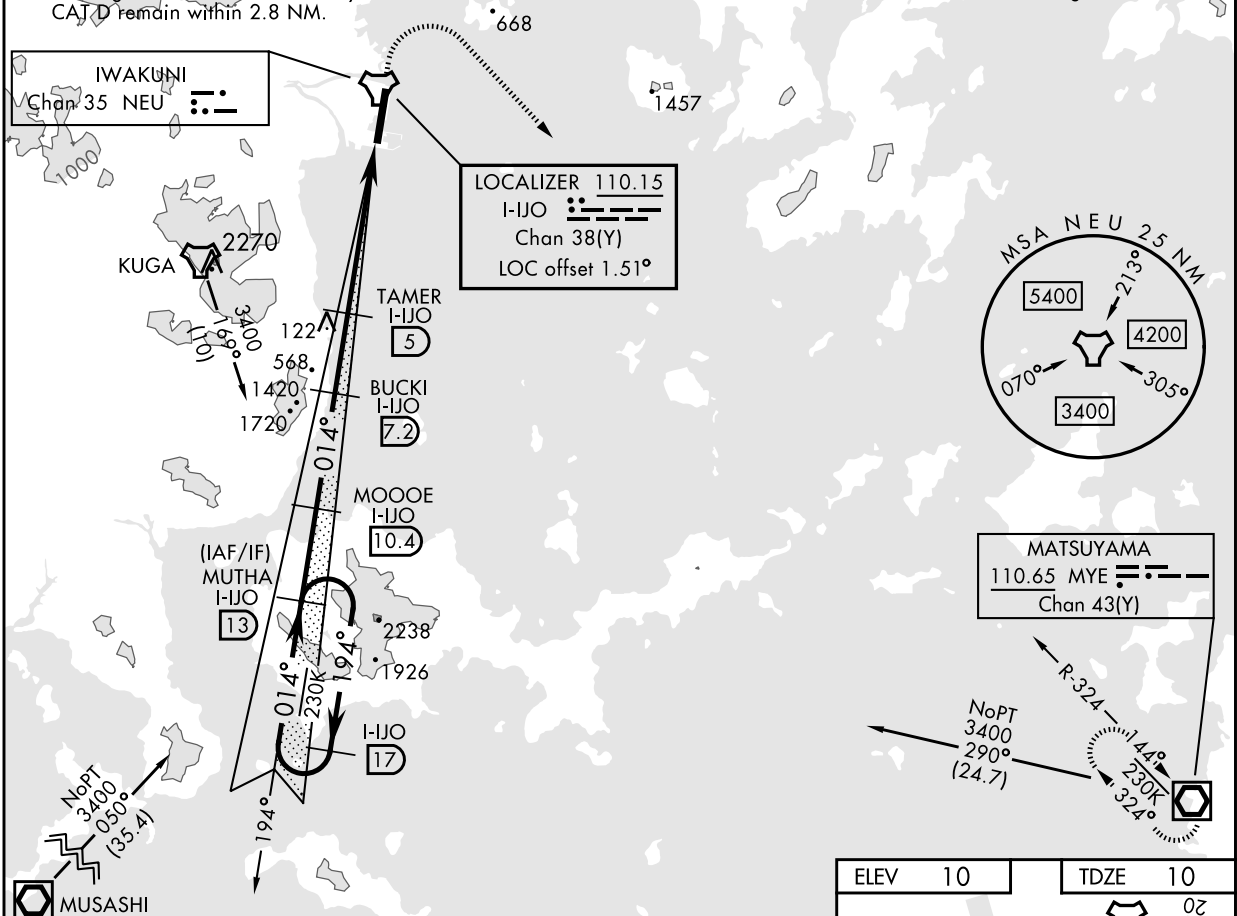 CAT D remain within 2.8 NM.
668
IWAKUNI
Chan 35 NEU
1457
1000
LOCALIZER 110.15
I-IJO
Chan 38(Y)
LOC offset 1.51°
MSA NEU 25 NM
213°
5400
4200
070°
305°
3400
2270
KUGA
3400
169°
(10)
TAMER
I-IJO
5
122
568
1420
1720
BUCKI
I-IJO
7.2
014°
MOOOE
I-IJO
10.4
(IAF/IF)
MUTHA
I-IJO
13
2238
1926
014°
230K
194°
I-IJO
17
194°
MATSUYAMA
110.65 MYE
Chan 43(Y)
R-324
NoPT
3400
290°
(24.7)
144°
230K
324°
NoPT
3400
050°
(35.4)
MUSASHI
ELEV 10
TDZE 10
20